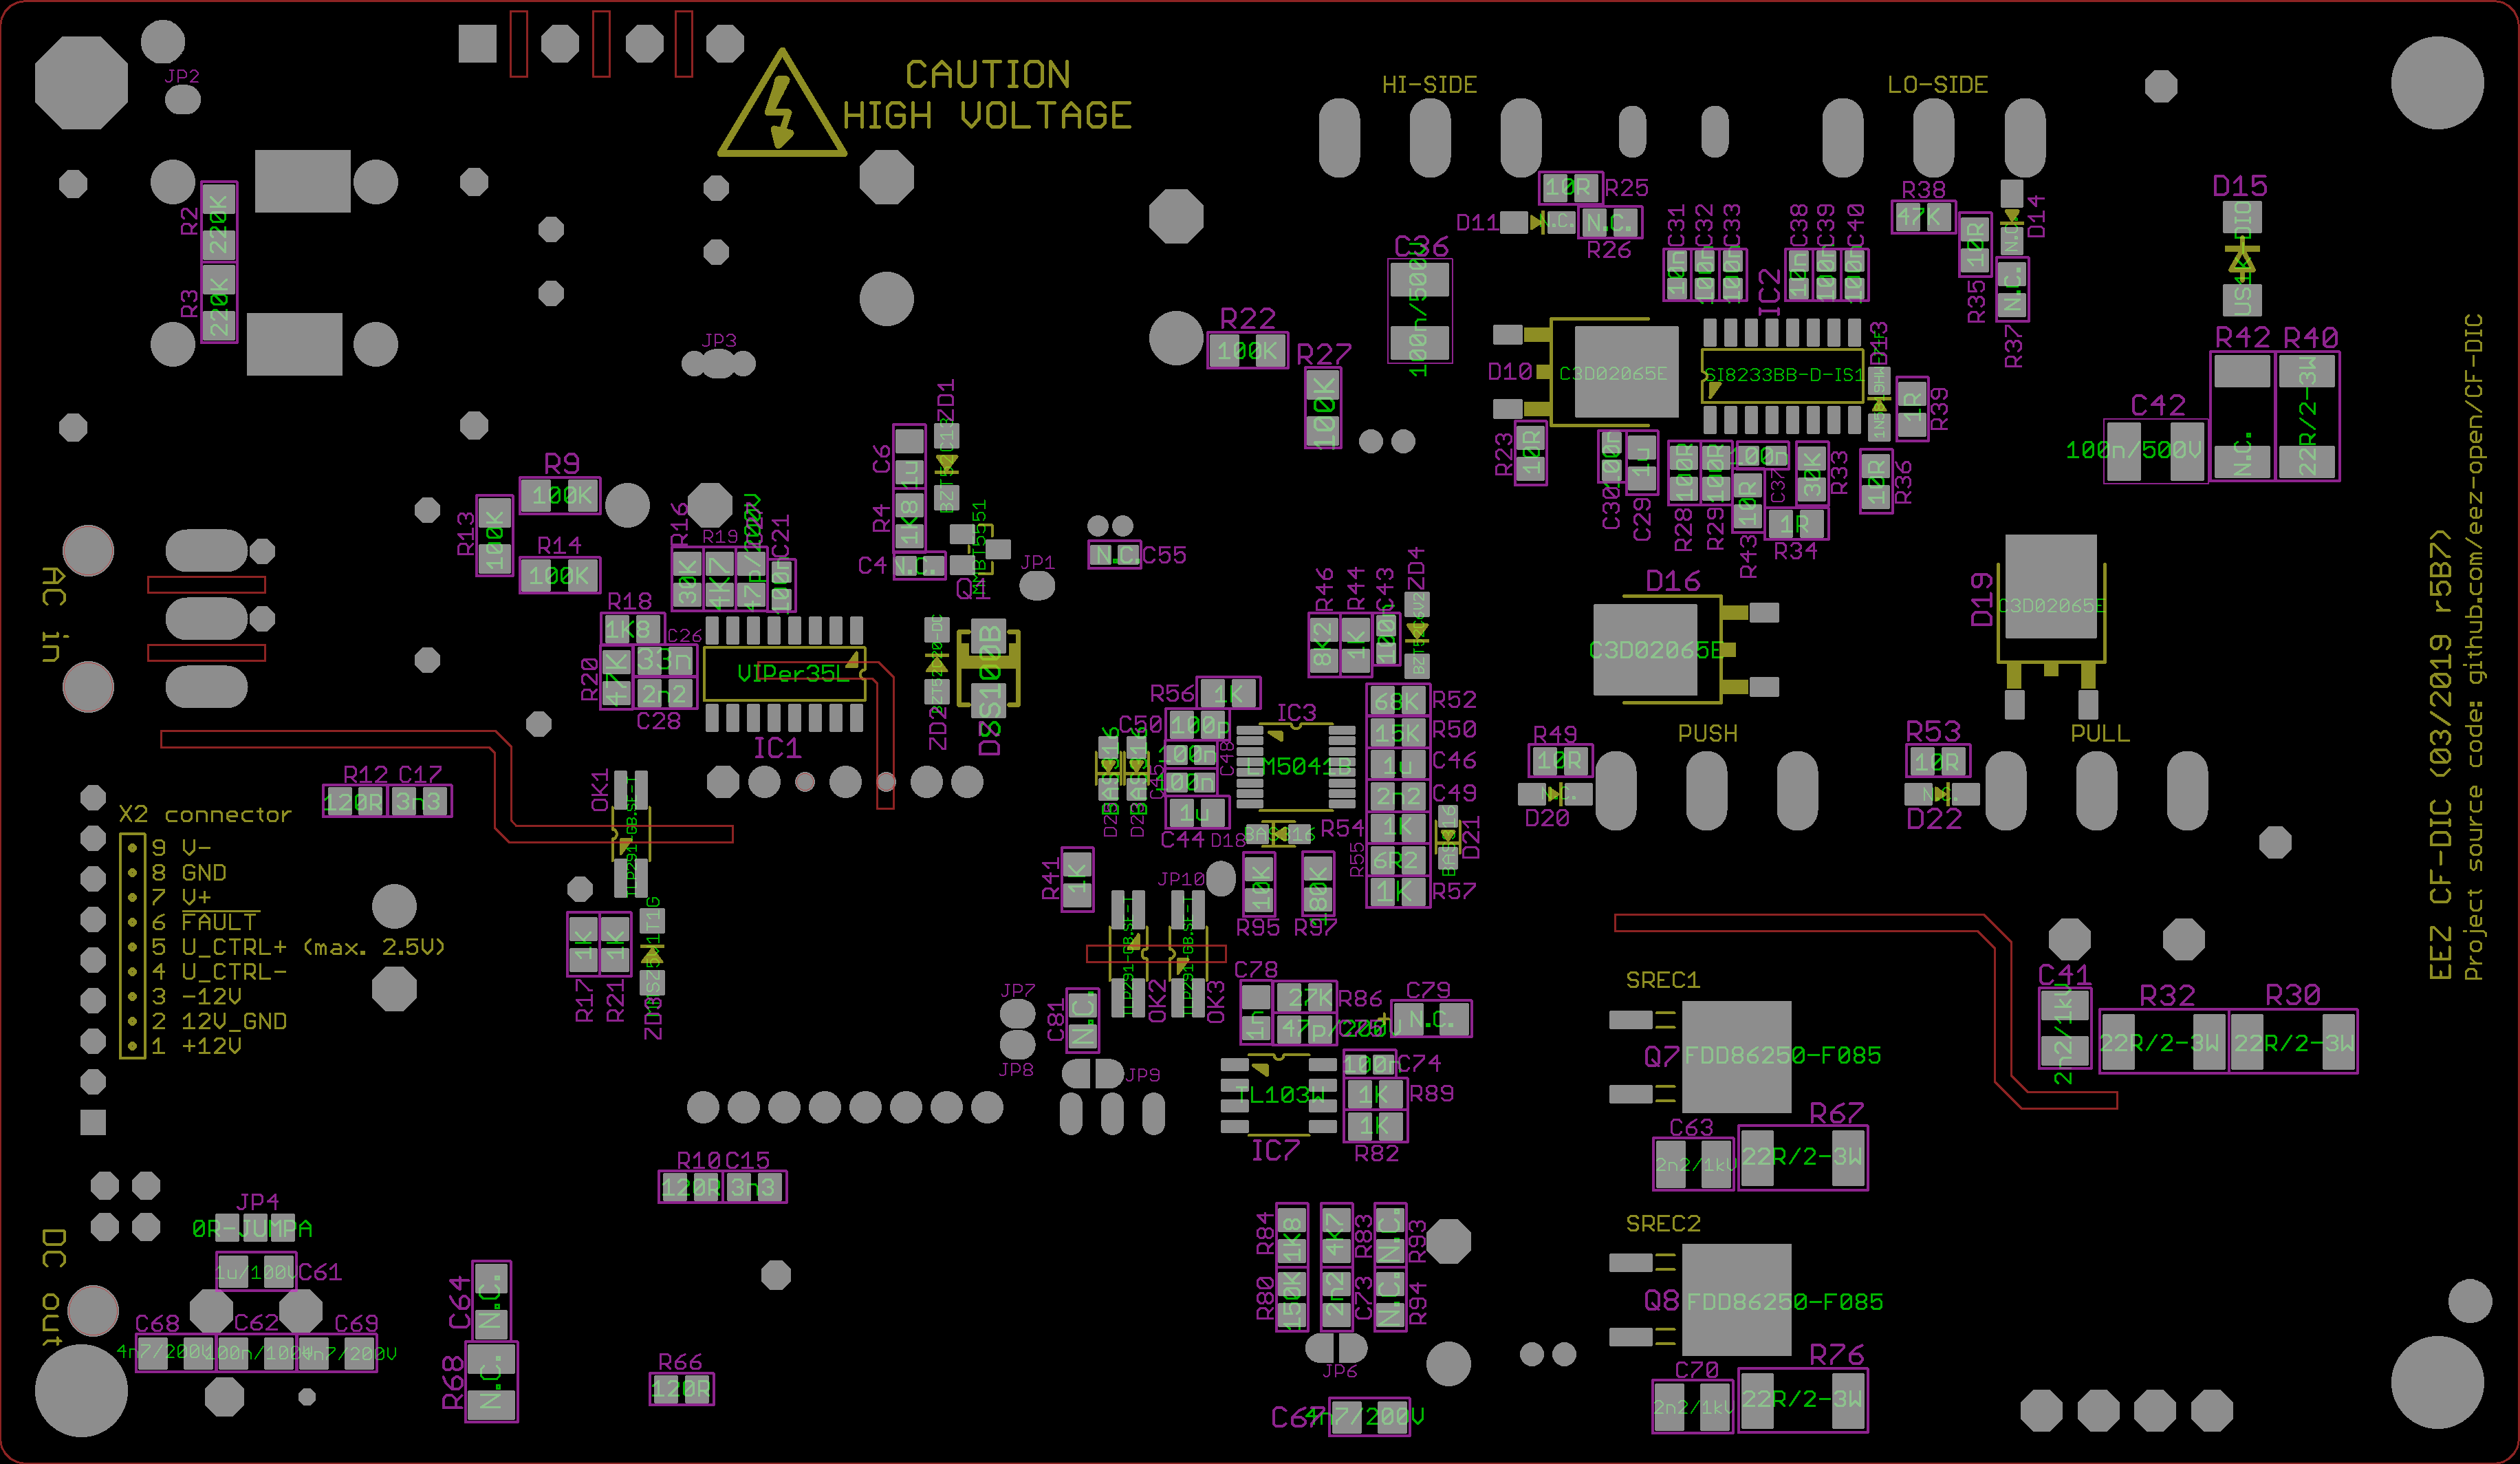 JP2
CAUTION
HIGH VOLTAGE
HI-SIDE
LO-SIDE
R2
220K
R3
220K
JP3
D11
N.C.
10R
R25
N.C.
R26
C36
100n/500V
R22
100K
R27
100K
C31
C32
C33
10n
100n
100n
C38
C39
C40
10n
100n
100n
IC2
SI8233BB-D-IS1
R38
47K
R35
10R
D14
N.C.
R37
N.C.
D15
US1K DIO
R42
R40
N.C.
22R/2-3W
C42
100n/500V
D10
C3D02065E
D13
R39
1R
R23
10R
C30
100n
C29
1u
R28
100R
R29
100R
C37
100n
R43
10R
R33
30K
R34
1R
R36
10R
R9
100K
R13
100K
R14
100K
AC in
R16
30K
R19
4K7
47p/200V
C21
100n
C6
1u
ZD1
R4
1K8
C4
N.C.
Q1
JP1
N.C.
C55
R18
1K8
C26
33n
R20
47K
2n2
C28
VIPer35L
IC1
ZD2
SS100B
R46
R44
C43
ZD4
8K2
1K
100n
BZT52C6V2
D16
C3D02065E
D19
C3D02065E
R56
1K
C50
100p
C48
100n
C45
100n
1u
C44
IC3
LM5041B
D18
BAS316
68K
R52
15K
R50
1u
C46
2n2
C49
R54
1K
R55
6R2
1K
R57
D21
BAS316
PUSH
PULL
R49
10R
N.C.
D20
R53
10R
N.C.
D22
R12
C17
120R
3n3
OK1
X2 connector
9 V-
8 GND
7 V+
6 FAULT
5 U_CTRL+ (max. 2.5V)
4 U_CTRL-
3 -12V
2 12V_GND
1 +12V
R17
1K
R21
1K
R41
1K
JP10
R95
10K
R97
180K
OK2
OK3
JP7
JP8
JP9
C81
N.C.
C78
1n
27K
R86
47p/200V
C79
N.C.
100n
C74
1K
R89
1K
R82
TL103W
IC7
SREC1
Q7
FDD86250-F085
C63
2n2/1kV
R67
22R/2-3W
C41
2n2/1kV
R32
22R/2-3W
R30
22R/2-3W
R10
C15
120R
3n3
JP4
0R-JUMPA
1u/100V
C61
DC out
C68
C62
C69
4n7/200V
100n/100V
4n7/200V
C64
N.C.
R68
N.C.
R66
120R
R84
1K8
4K7
R83
N.C.
R93
R80
150K
2n2
C73
N.C.
R94
JP6
C67
4n7/200V
SREC2
Q8
FDD86250-F085
C70
2n2/1kV
R76
22R/2-3W
EEZ CF-DIC (03/2019 r5B7)
Project source code: github.com/eez-open/CF-DIC